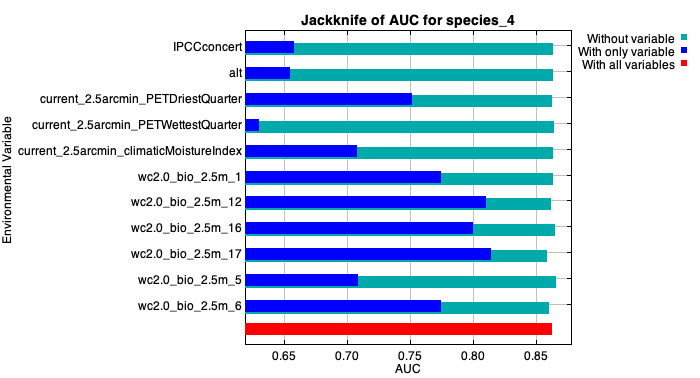 Jackknife of AUC for species_4
Without variable
With only variable
With all variables
Environmental Variable
IPCCconcert
alt
current_2.5arcmin_PETDriestQuarter
current_2.5arcmin_PETWettestQuarter
current_2.5arcmin_climaticMoistureIndex
wc2.0_bio_2.5m_1
wc2.0_bio_2.5m_12
wc2.0_bio_2.5m_16
wc2.0_bio_2.5m_17
wc2.0_bio_2.5m_5
wc2.0_bio_2.5m_6
0.65 0.70 0.75 0.80 0.85
AUC